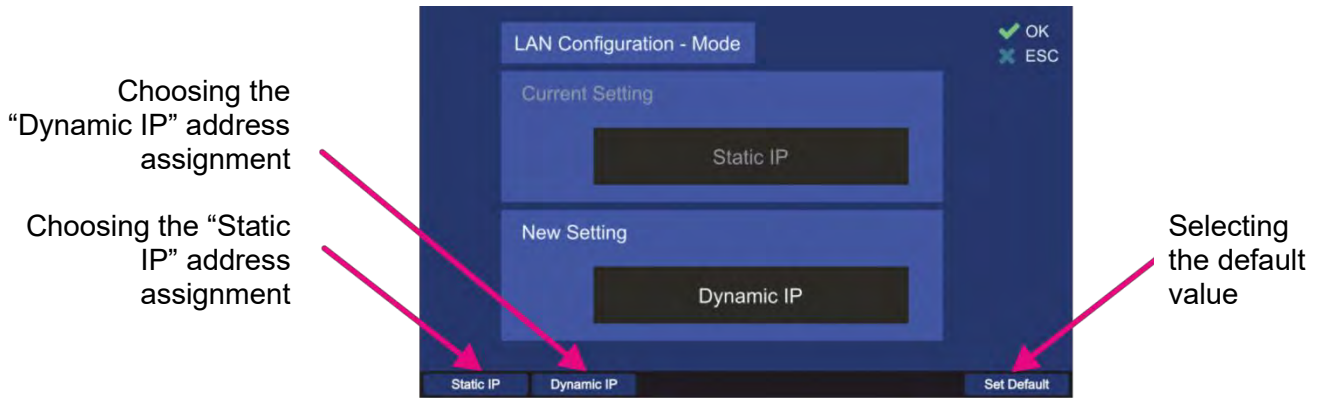 Choosing the
“Dynamic IP” address
assignment
Choosing the “Static
IP” address
assignment
LAN Configuration - Mode
OK
ESC
Current Setting
Static IP
New Setting
Dynamic IP
Static IP
Dynamic IP
Set Default
Selecting
the default
value